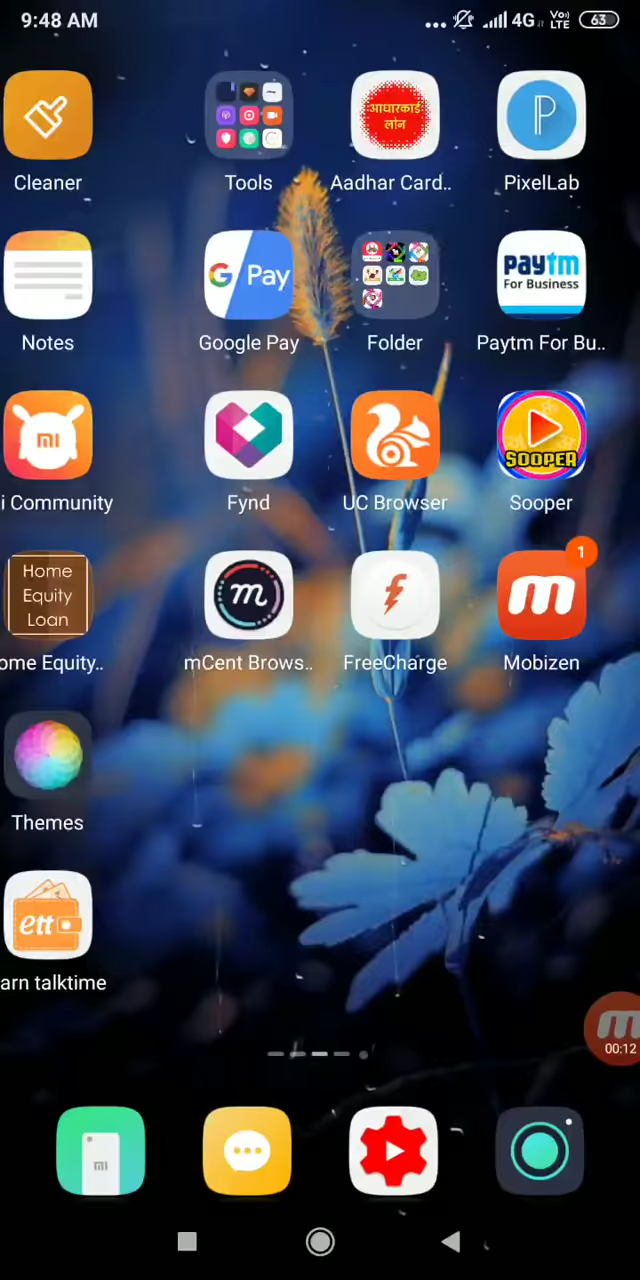 9:48 AM
4G
Vo)
LTE
63
आधारकार्ड
लोन
Cleaner
Tools
Aadhar Card..
PixelLab
G Pay
paytm
For Business
Notes
Google Pay
Folder
Paytm For Bu..
mi
SOOPER
i Community
Fynd
UC Browser
Sooper
Home
Equity
Loan
m
1
m
ome Equity..
mCent Brows..
FreeCharge
Mobizen
Themes
ett
arn talktime
m
00:12
mi